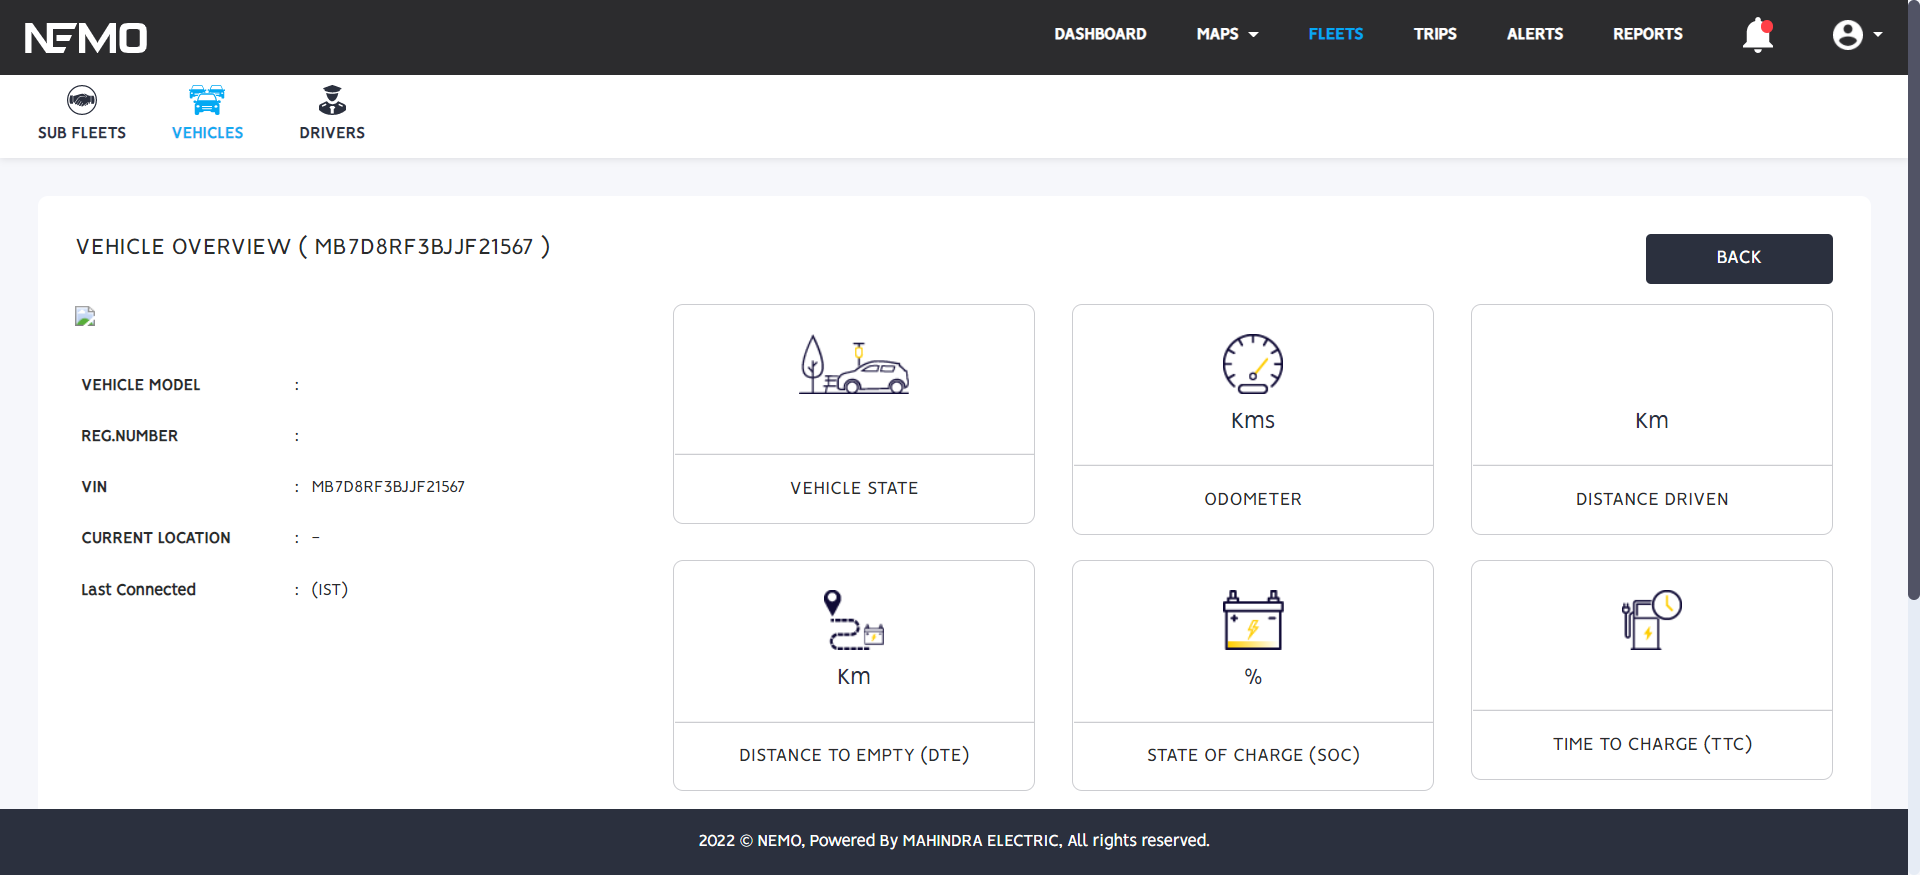 NEMO
DASHBOARD MAPS FLEETS TRIPS ALERTS REPORTS
SUB FLEETS VEHICLES DRIVERS
VEHICLE OVERVIEW ( MB7D8RF3BJJF21567 )
BACK
VEHICLE MODEL :
REG.NUMBER :
VIN : MB7D8RF3BJJF21567
CURRENT LOCATION : -
Last Connected : (IST)
VEHICLE STATE
Kms
ODOMETER
Km
DISTANCE DRIVEN
Km
DISTANCE TO EMPTY (DTE)
%
STATE OF CHARGE (SOC)
TIME TO CHARGE (TTC)
2022 © NEMO, Powered By MAHINDRA ELECTRIC, All rights reserved.